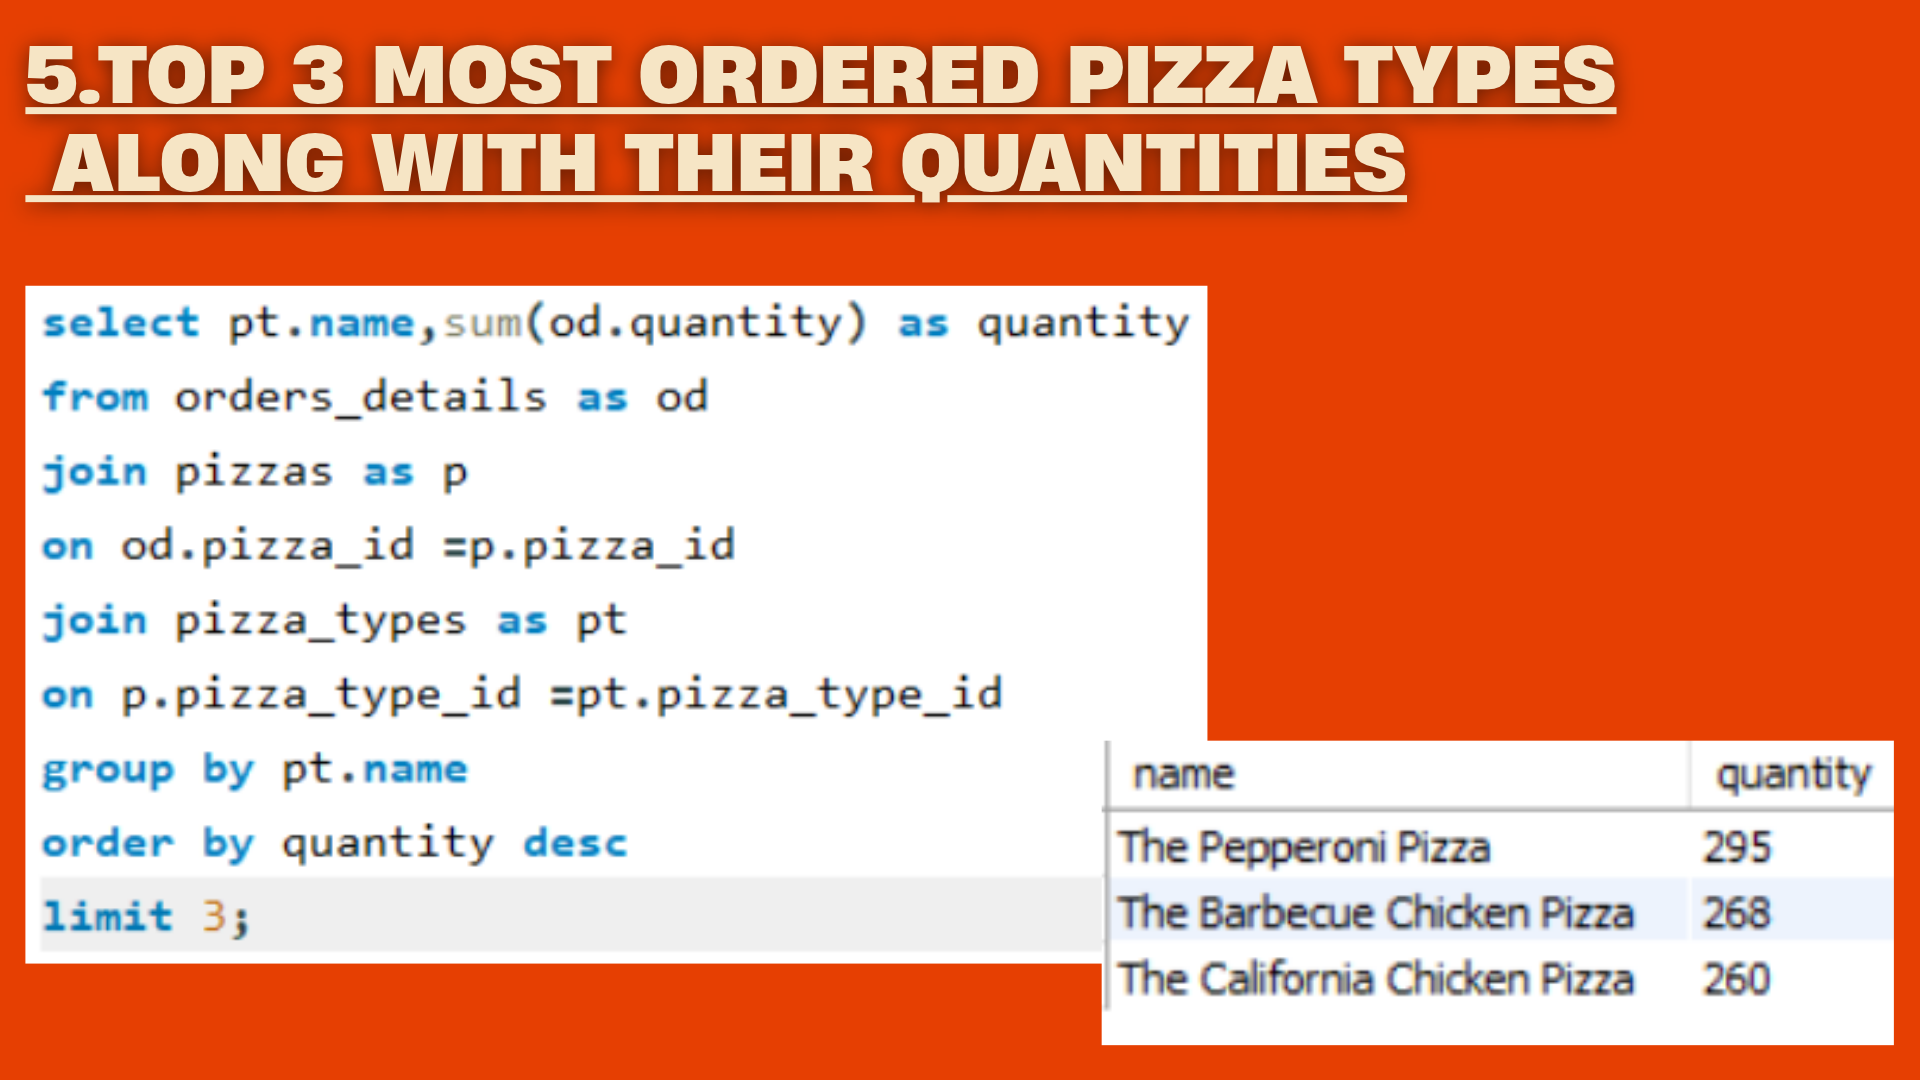 5.TOP 3 MOST ORDERED PIZZA TYPES
ALONG WITH THEIR QUANTITIES
select pt.name,sum(od.quantity) as quantity
from orders_details as od
join pizzas as p
on od.pizza_id =p.pizza_id
join pizza_types as pt
on p.pizza_type_id =pt.pizza_type_id
group by pt.name
order by quantity desc
limit 3;
name quantity
The Pepperoni Pizza 295
The Barbecue Chicken Pizza 268
The California Chicken Pizza 260